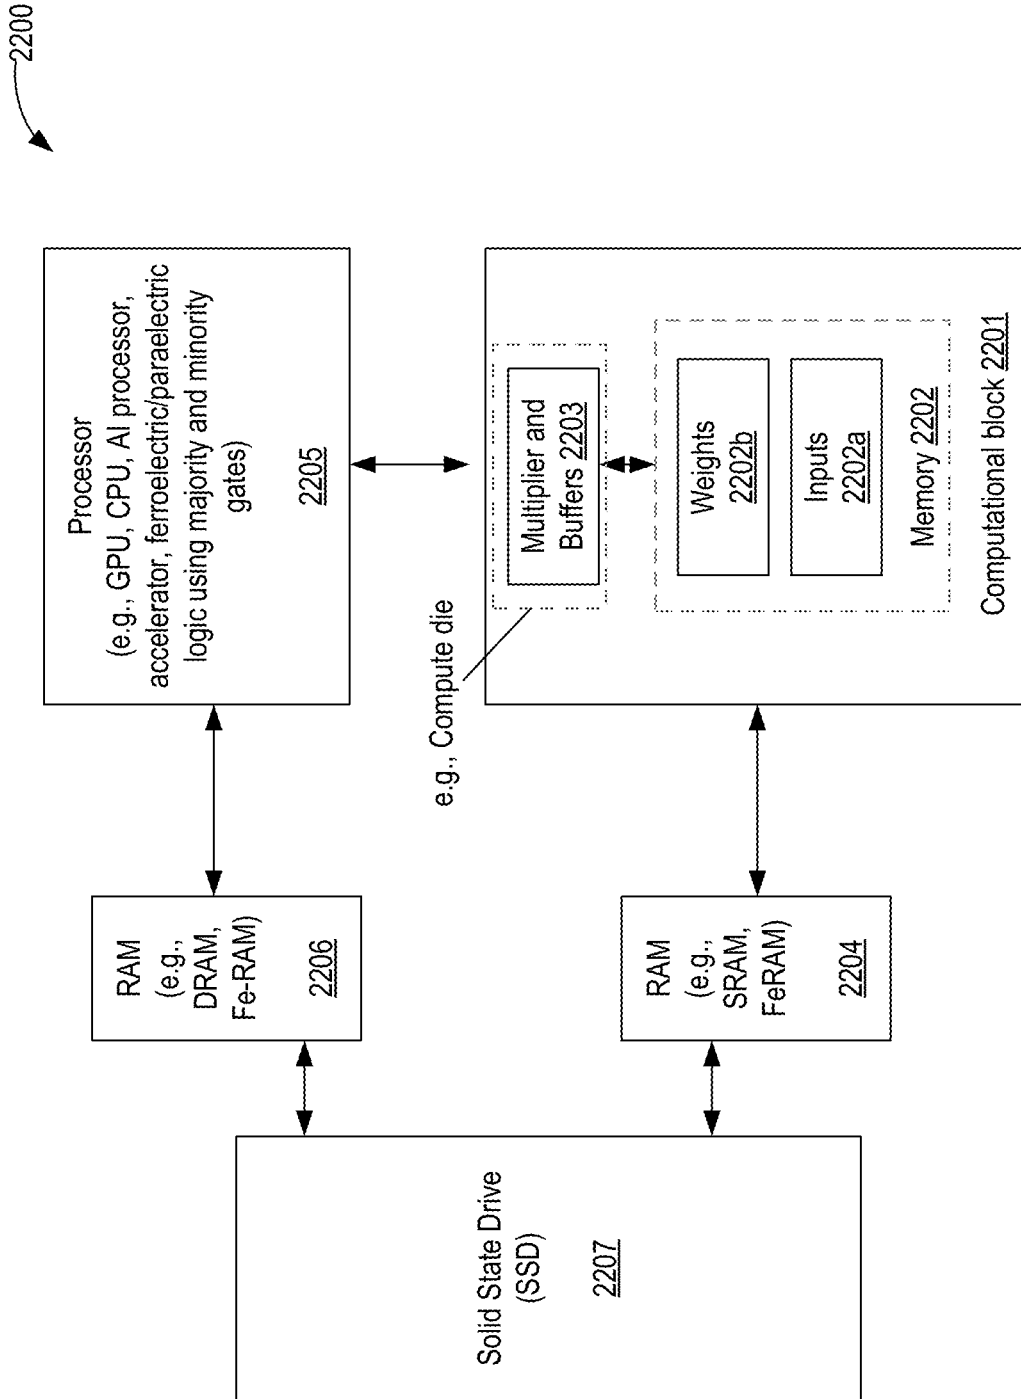 2200
Processor
(e.g., GPU, CPU, AI processor,
accelerator, ferroelectric/paraelectric
logic using majority and minority
gates)
2205
RAM
(e.g.,
DRAM,
Fe-RAM)
2206
Solid State Drive
(SSD)
2207
RAM
(e.g.,
SRAM,
FeRAM)
2204
e.g., Compute die
Multiplier and
Buffers 2203
Weights
2202b
Inputs
2202a
Memory 2202
Computational block 2201